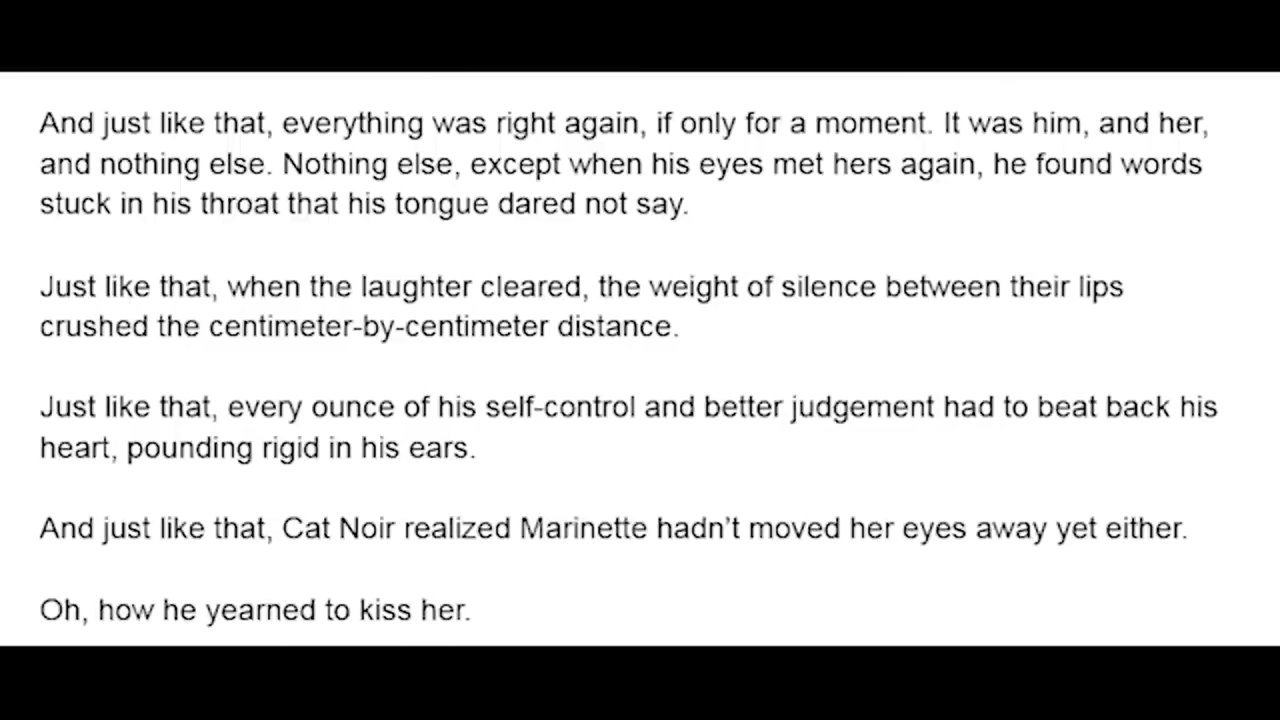 And just like that, everything was right again, if only for a moment. It was him, and her,
and nothing else. Nothing else, except when his eyes met hers again, he found words
stuck in his throat that his tongue dared not say.
Just like that, when the laughter cleared, the weight of silence between their lips
crushed the centimeter-by-centimeter distance.
Just like that, every ounce of his self-control and better judgement had to beat back his
heart, pounding rigid in his ears.
And just like that, Cat Noir realized Marinette hadn’t moved her eyes away yet either.
Oh, how he yearned to kiss her.